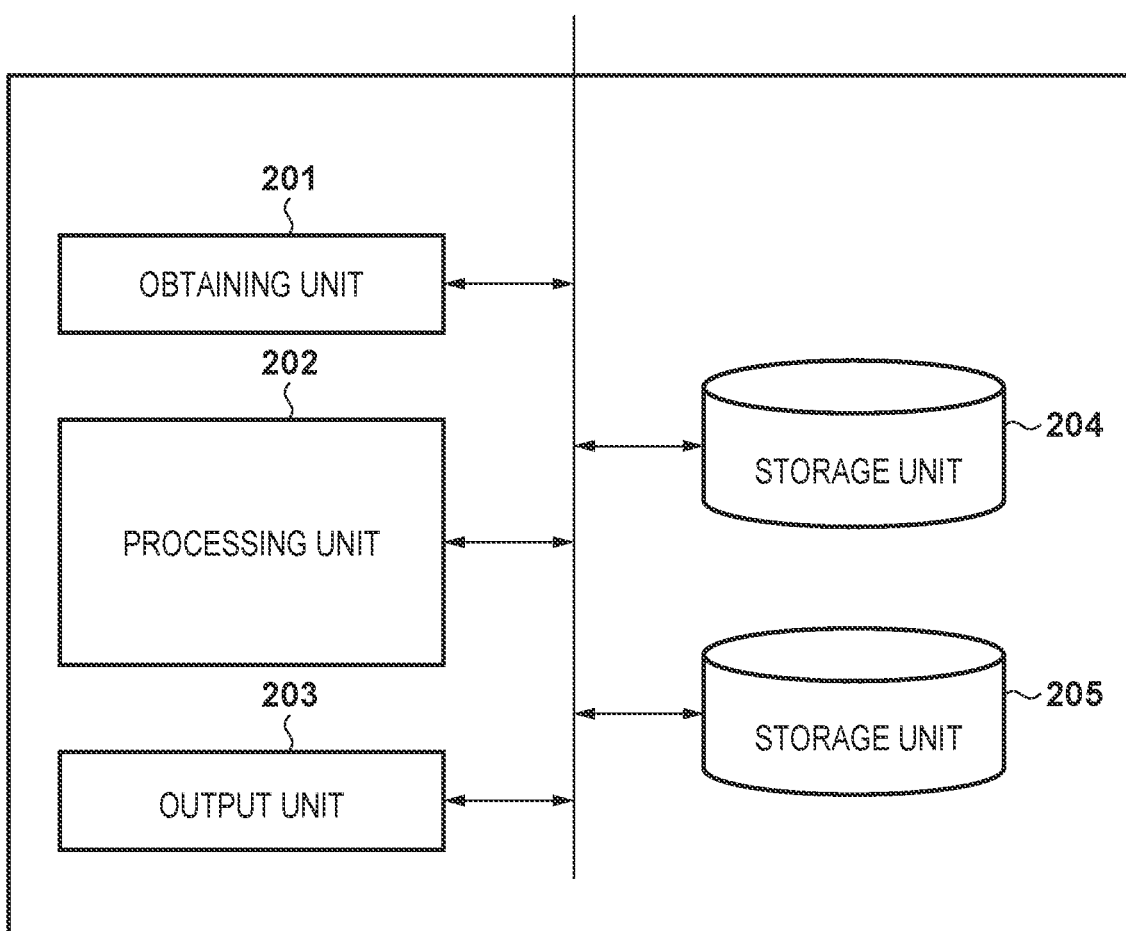 201
OBTAINING UNIT
202
PROCESSING UNIT
203
OUTPUT UNIT
204
STORAGE UNIT
205
STORAGE UNIT